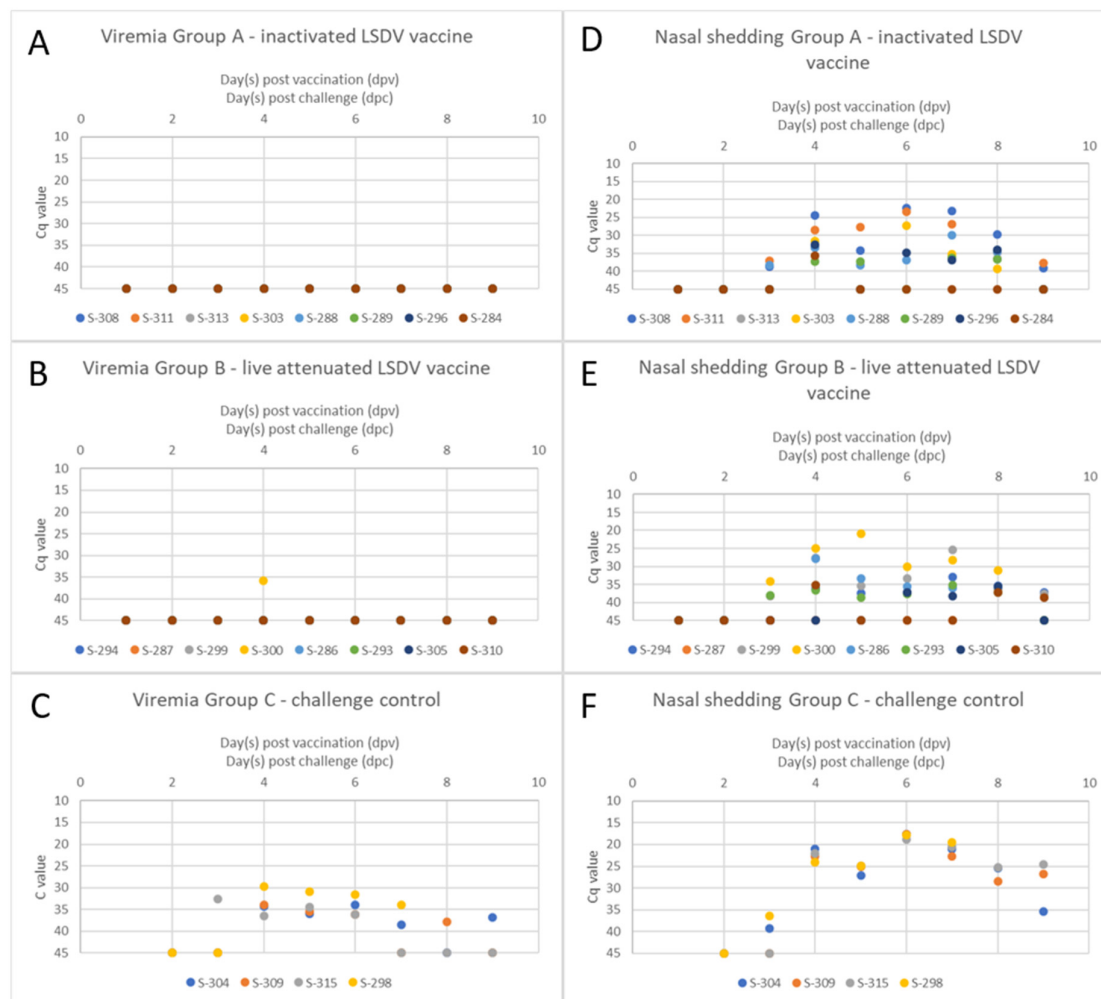 A
Viremia Group A - inactivated LSDV vaccine
Day(s) post vaccination (dpv)
Day(s) post challenge (dpc)
0 2 4 6 8 10
10
15
20
25
30
35
40
45
Cq value
S-308 S-311 S-313 S-303 S-288 S-289 S-296 S-284
D
Nasal shedding Group A - inactivated LSDV
vaccine
Day(s) post vaccination (dpv)
Day(s) post challenge (dpc)
0 2 4 6 8 10
10
15
20
25
30
35
40
45
Cq value
S-308 S-311 S-313 S-303 S-288 S-289 S-296 S-284
B
Viremia Group B - live attenuated LSDV vaccine
Day(s) post vaccination (dpv)
Day(s) post challenge (dpc)
0 2 4 6 8 10
10
15
20
25
30
35
40
45
Cq value
S-294 S-287 S-299 S-300 S-286 S-293 S-305 S-310
E
Nasal shedding Group B - live attenuated LSDV
vaccine
Day(s) post vaccination (dpv)
Day(s) post challenge (dpc)
0 2 4 6 8 10
10
15
20
25
30
35
40
45
Cq value
S-294 S-287 S-299 S-300 S-286 S-293 S-305 S-310
C
Viremia Group C - challenge control
Day(s) post vaccination (dpv)
Day(s) post challenge (dpc)
0 2 4 6 8 10
10
15
20
25
30
35
40
45
C value
S-304 S-309 S-315 S-298
F
Nasal shedding Group C - challenge control
Day(s) post vaccination (dpv)
Day(s) post challenge (dpc)
0 2 4 6 8 10
10
15
20
25
30
35
40
45
Cq value
S-304 S-309 S-315 S-298